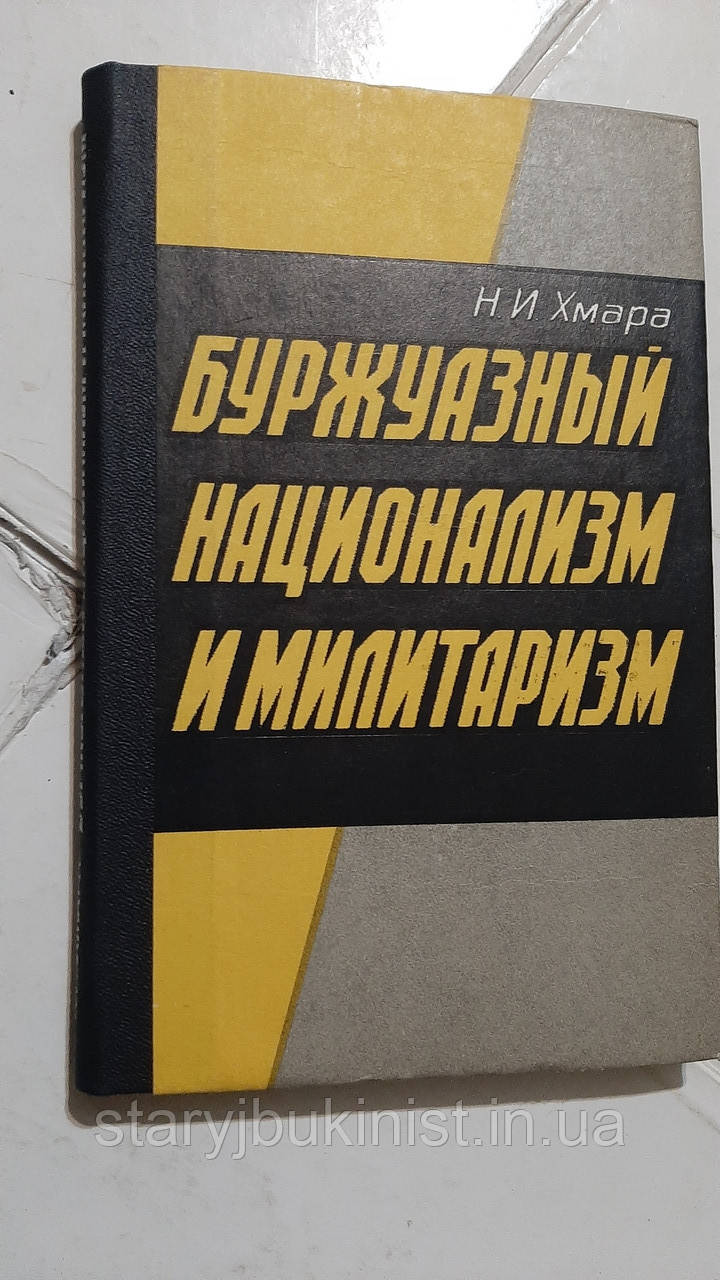 Н. И. Хмара
БУРЖУАЗНЫЙ
НАЦИОНАЛИЗМ
И МИЛИТАРИЗМ
staryjbukinist.in.ua